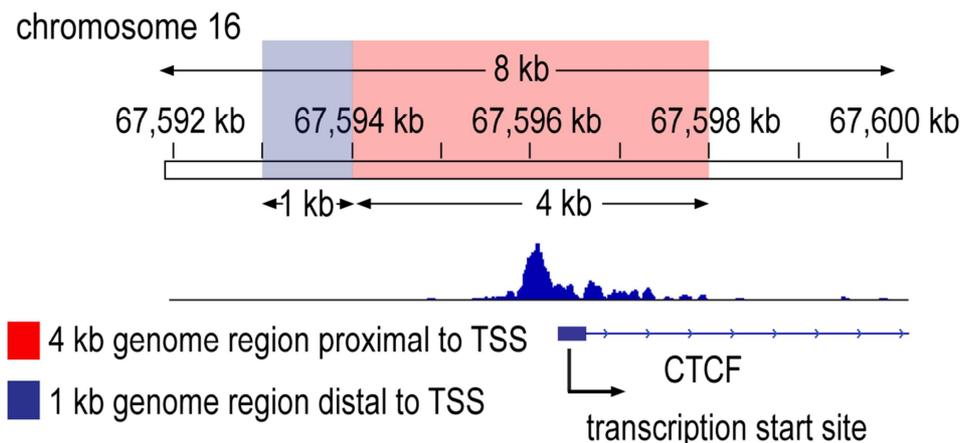 chromosome 16
8 kb
67,592 kb 67,594 kb 67,596 kb 67,598 kb 67,600 kb
1 kb 4 kb
4 kb genome region proximal to TSS
CTCF
1 kb genome region distal to TSS
transcription start site